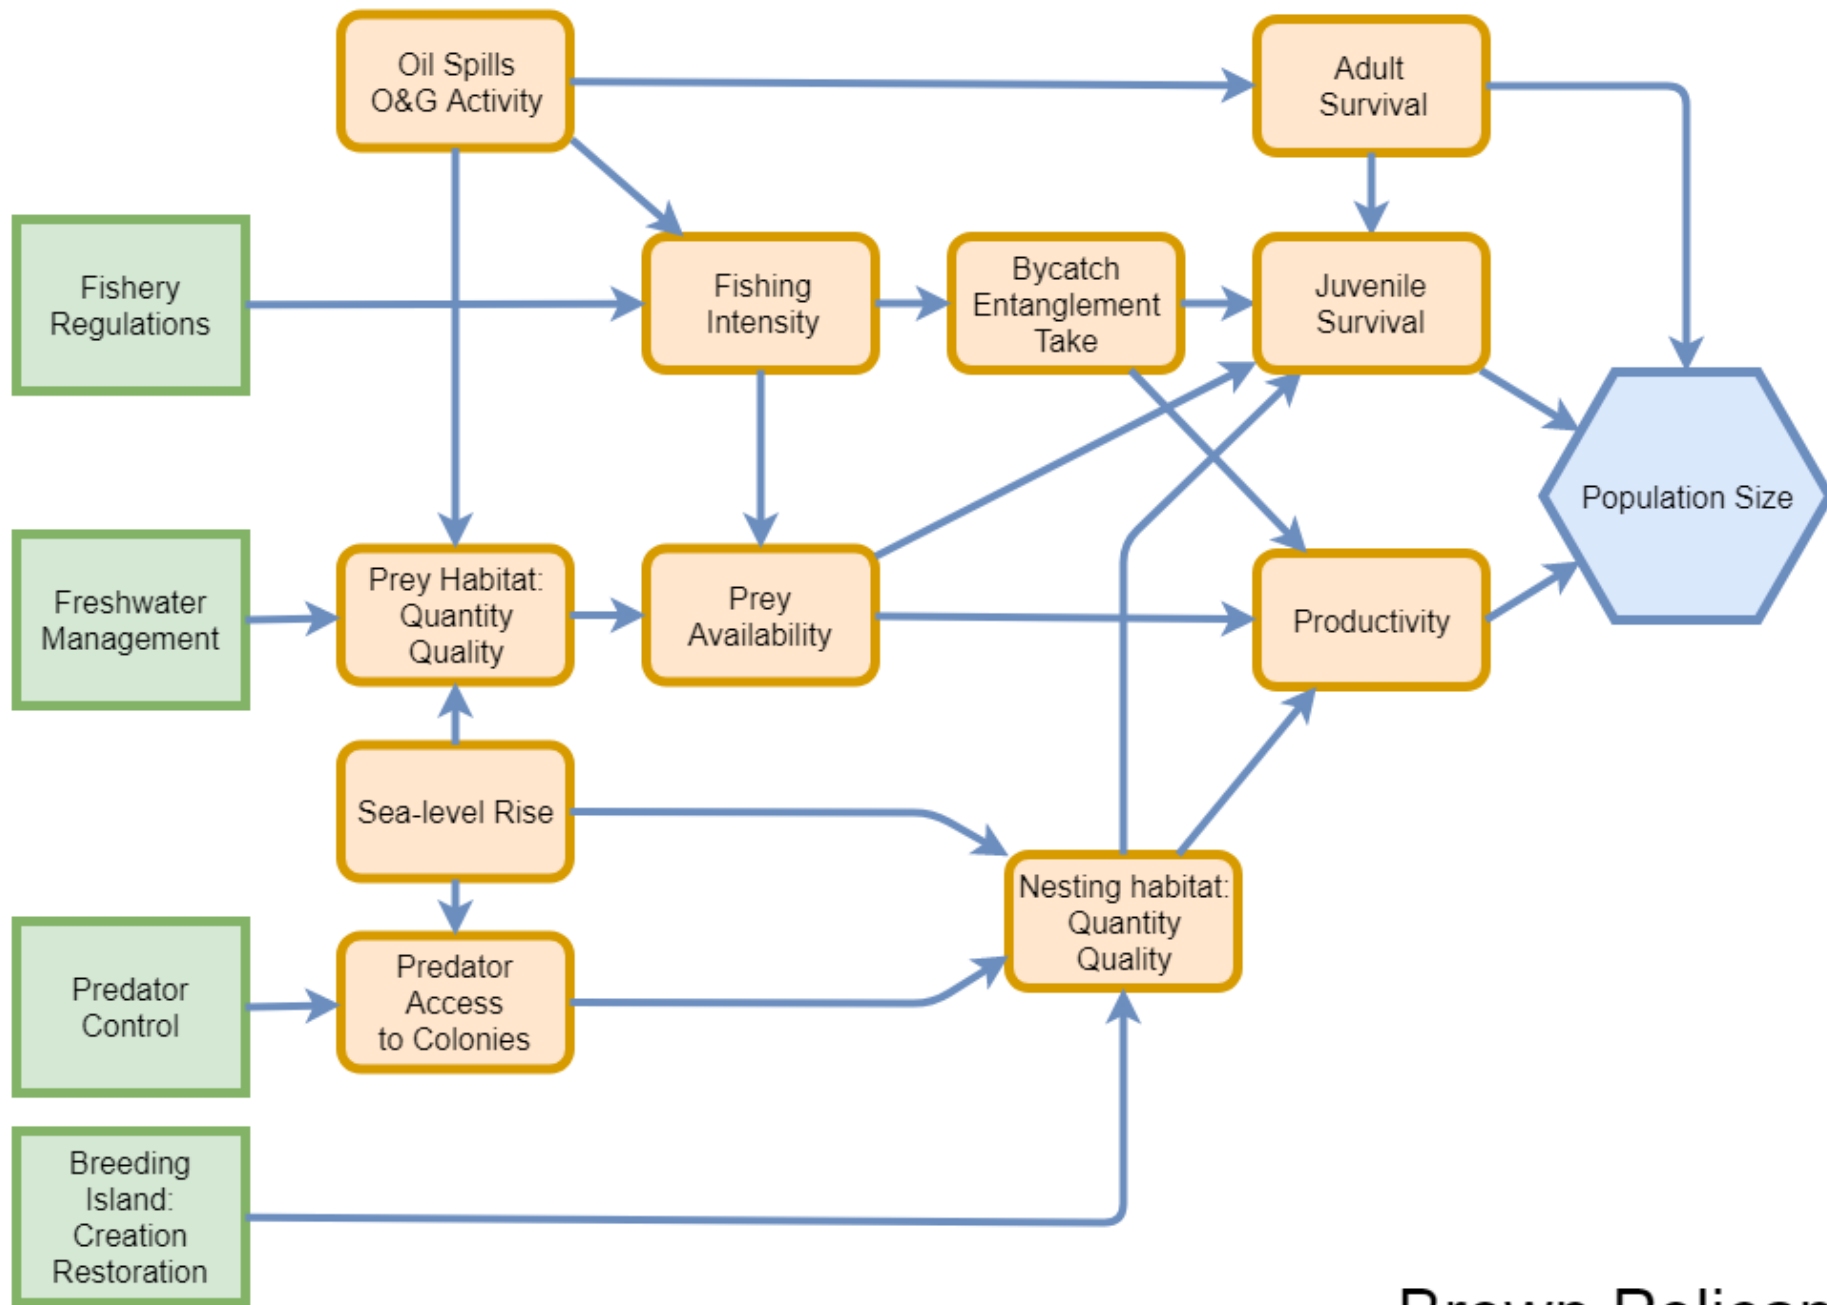 Oil Spills
O&G Activity
Adult
Survival
Fishery
Regulations
Fishing
Intensity
Bycatch
Entanglement
Take
Juvenile
Survival
Population Size
Freshwater
Management
Prey Habitat:
Quantity
Quality
Prey
Availability
Productivity
Sea-level Rise
Nesting habitat:
Quantity
Quality
Predator
Control
Predator
Access
to Colonies
Breeding
Island:
Creation
Restoration
Brown Pelican